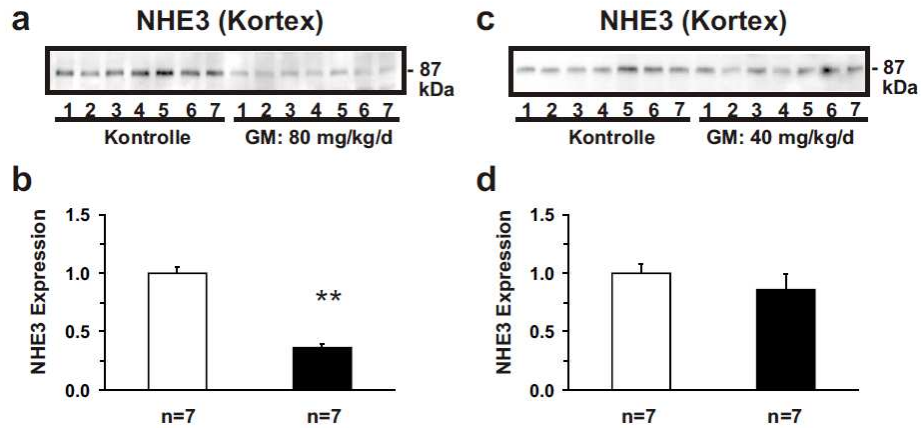 a NHE3 (Kortex)
- 87
kDa
1 2 3 4 5 6 7 1 2 3 4 5 6 7
Kontrolle GM: 80 mg/kg/d
b
1.5
1.0
0.5
0.0
NHE3 Expression
**
n=7 n=7
c NHE3 (Kortex)
- 87
kDa
1 2 3 4 5 6 7 1 2 3 4 5 6 7
Kontrolle GM: 40 mg/kg/d
d
1.5
1.0
0.5
0.0
NHE3 Expression
n=7 n=7